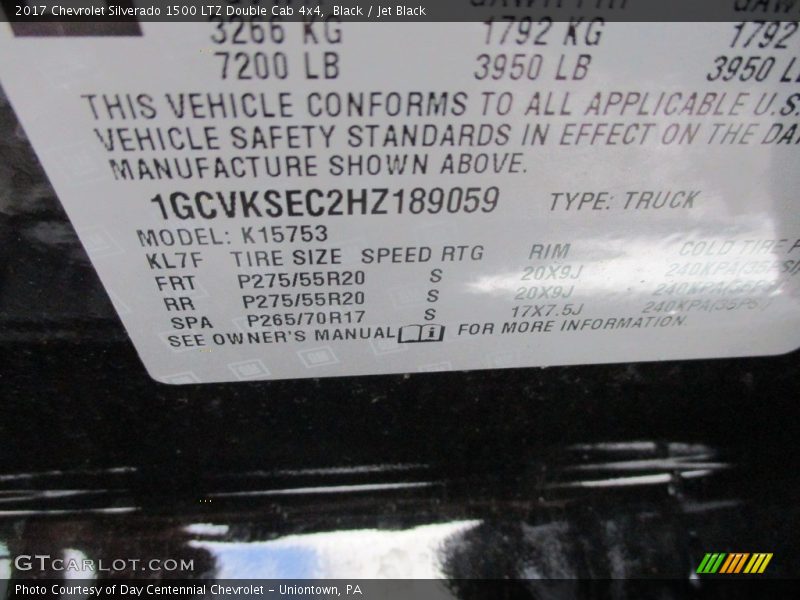 2017 Chevrolet Silverado 1500 LTZ Double Cab 4x4, Black / Jet Black
3266 KG 1792 KG 1792
7200 LB 3950 LB 3950
THIS VEHICLE CONFORMS TO ALL APPLICABLE U.S.
VEHICLE SAFETY STANDARDS IN EFFECT ON THE
MANUFACTURE SHOWN ABOVE.
1GCVKSEC2HZ189059 TYPE: TRUCK
MODEL: K15753
KL7F TIRE SIZE SPEED RTG RIM COLD TIRE
FRT P275/55R20 S 20X9J
RR P275/55R20 S 20X9J
SPA P265/70R17 S 17X7.5J
SEE OWNER'S MANUAL FOR MORE INFORMATION.
GTCARLOT.COM
Photo Courtesy of Day Centennial Chevrolet - Uniontown, PA